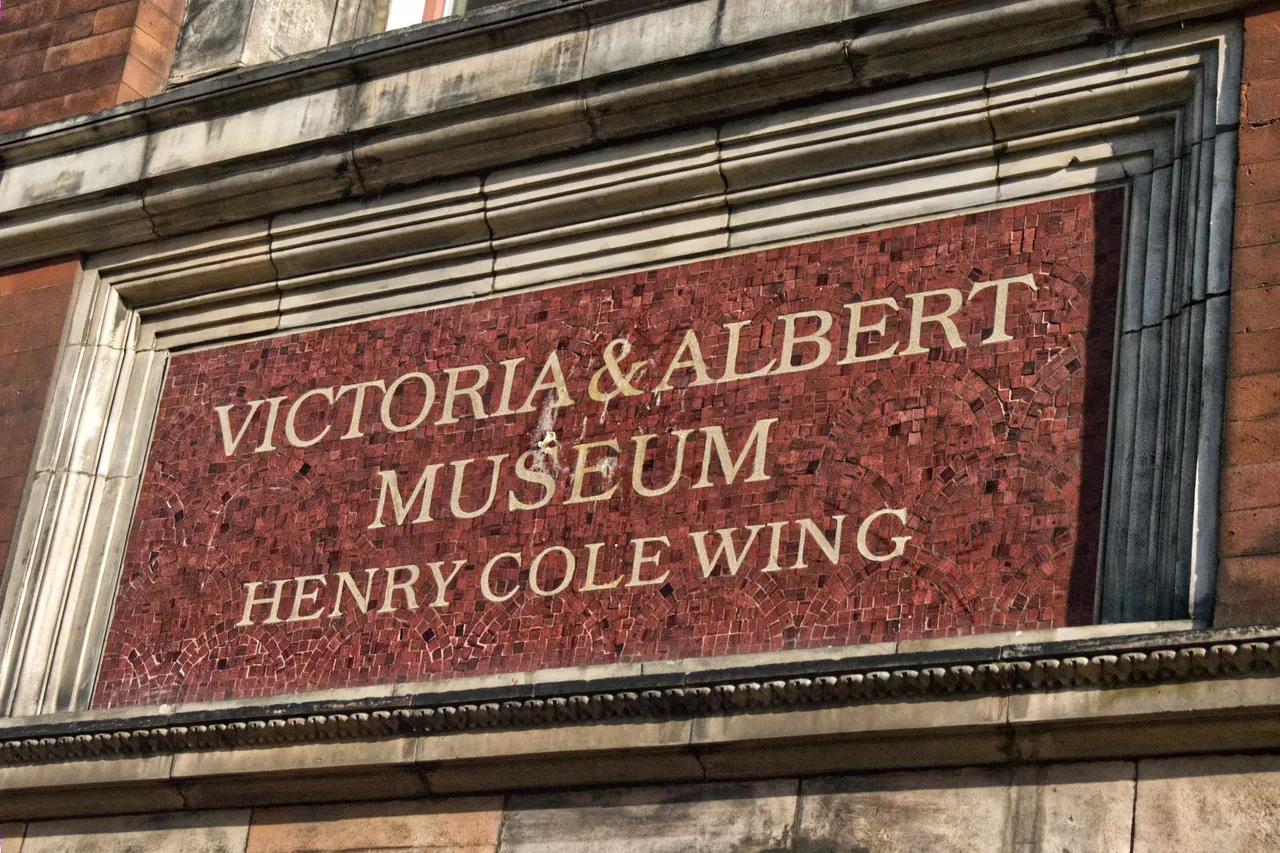 VICTORIA & ALBERT
MUSEUM
HENRY COLE WING